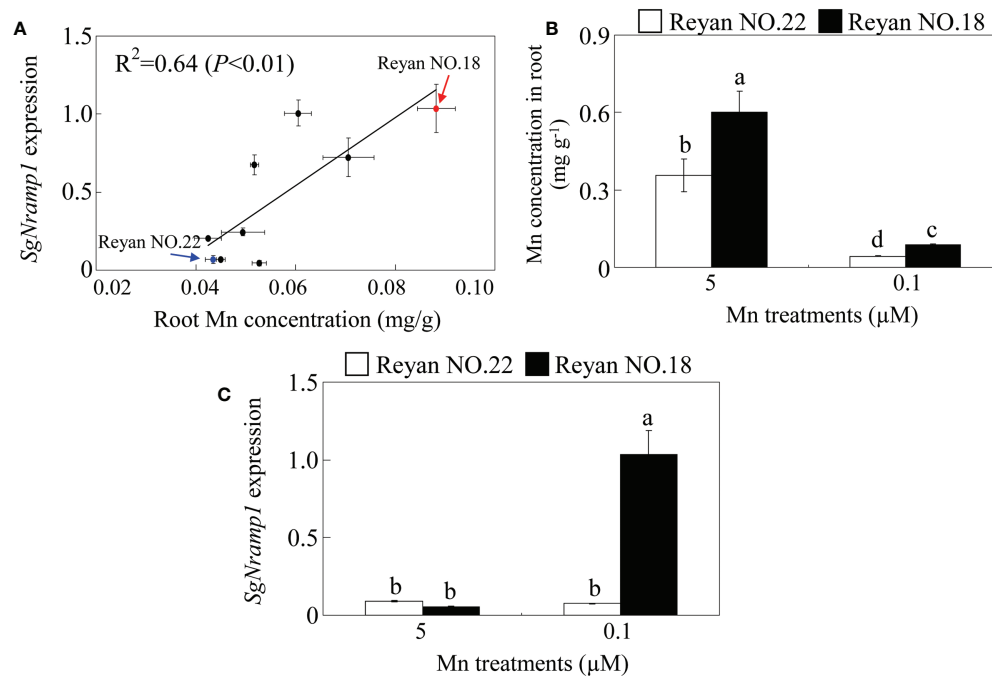 A
1.5
1.0
0.5
0
SgNramp1 expression
R²=0.64 (P<0.01)
Reyan NO.18
Reyan NO.22
0.02 0.04 0.06 0.08 0.10
Root Mn concentration (mg/g)
B
Reyan NO.22 Reyan NO.18
0.9
0.6
0.3
0
Mn concentration in root
(mg g⁻¹)
b a d c
5 0.1
Mn treatments (μM)
C
Reyan NO.22 Reyan NO.18
1.5
1.0
0.5
0
SgNramp1 expression
b b b a
5 0.1
Mn treatments (μM)